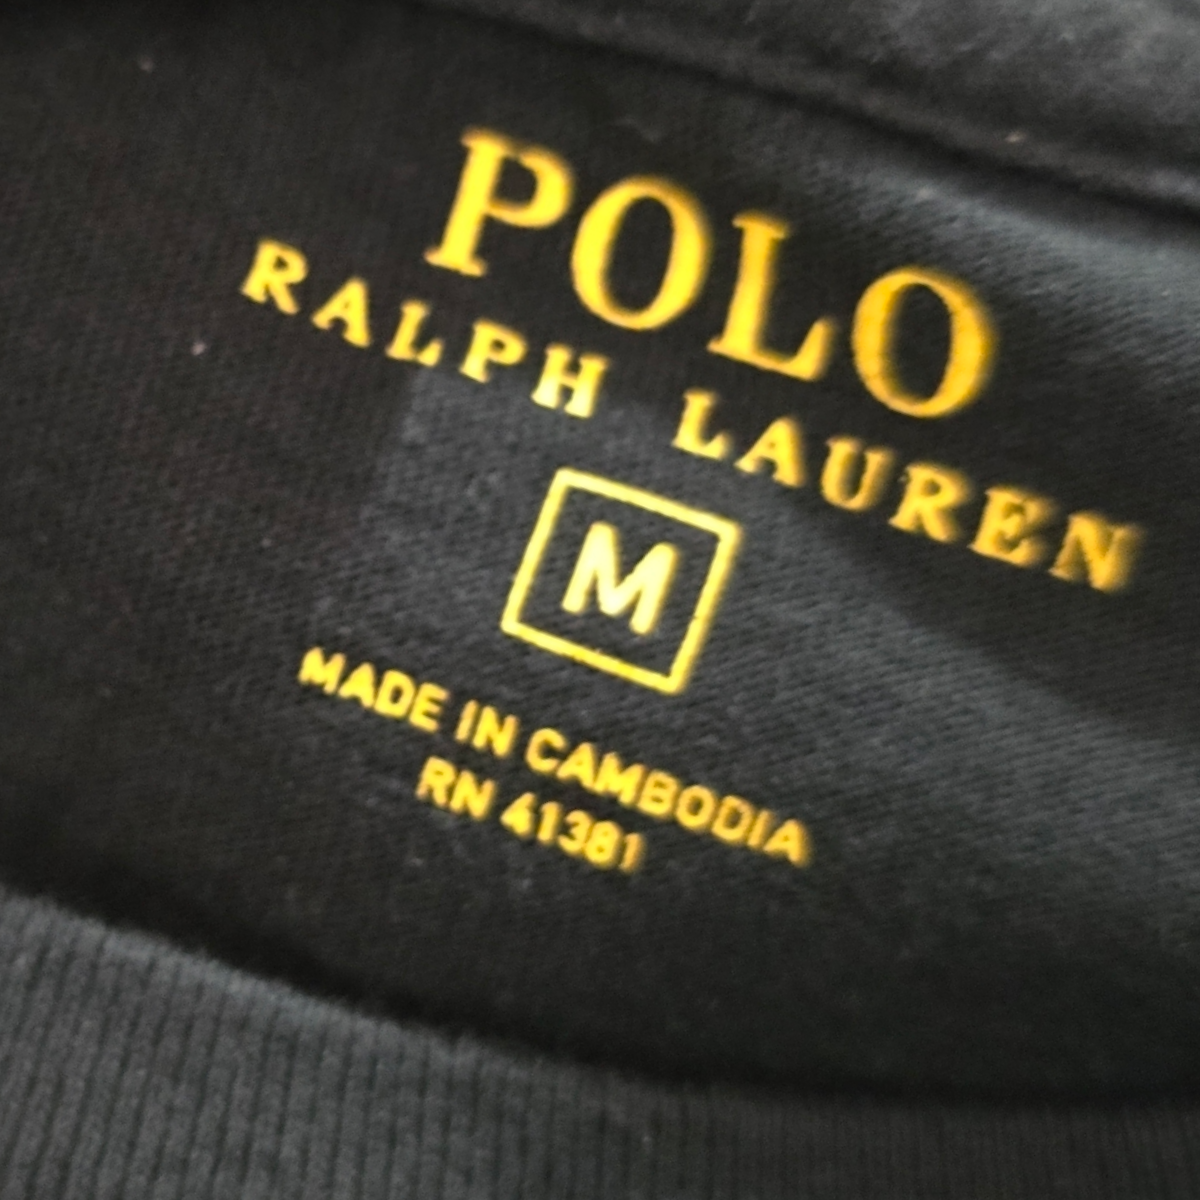 POLO
RALPH LAUREN
M
MADE IN CAMBODIA
RN 41381